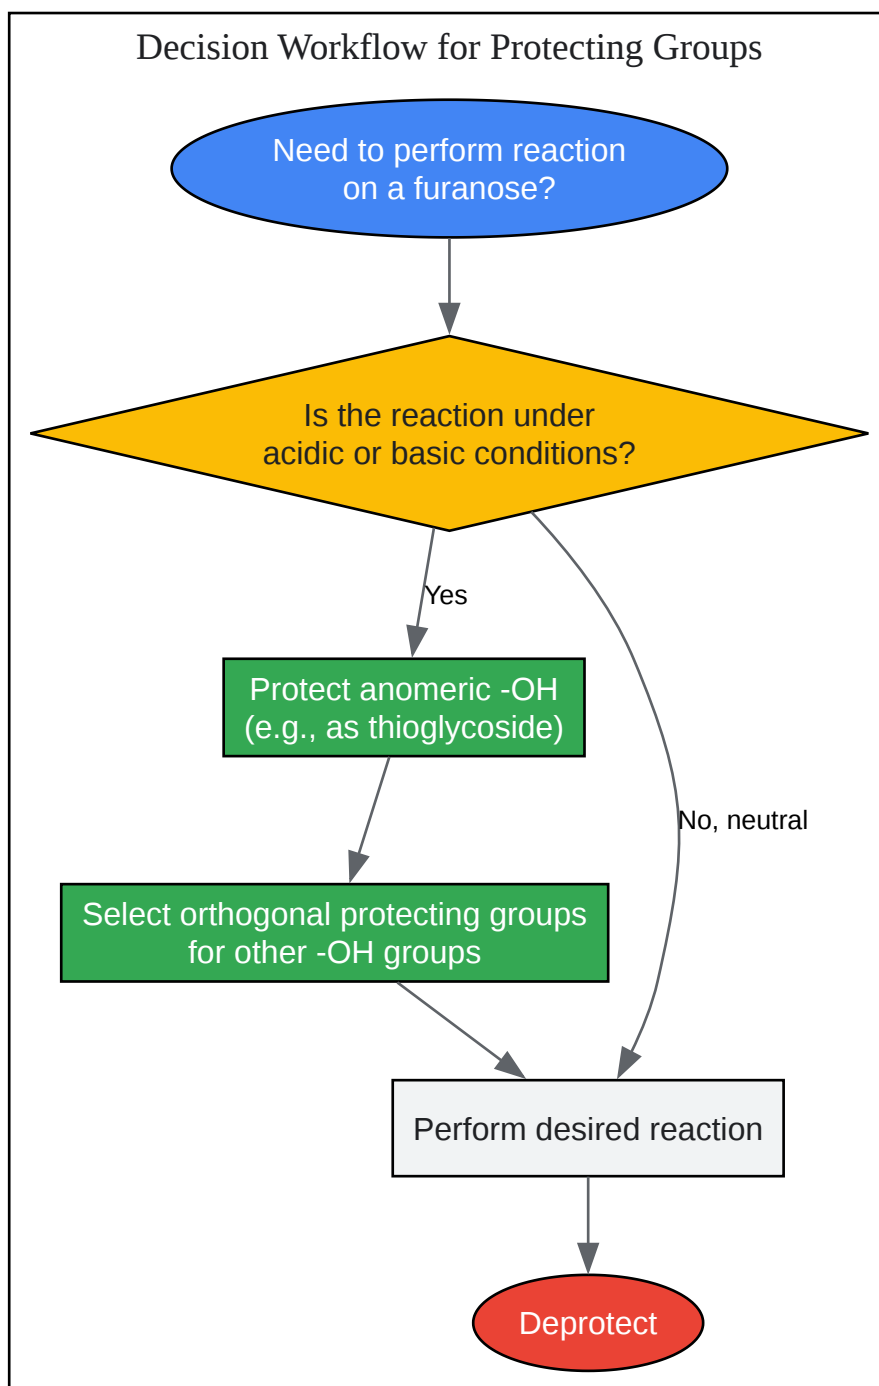 Decision Workflow for Protecting Groups
Need to perform reaction
on a furanose?
Is the reaction under
acidic or basic conditions?
Yes
Protect anomeric -OH
(e.g., as thioglycoside)
No, neutral
Select orthogonal protecting groups
for other -OH groups
Perform desired reaction
Deprotect